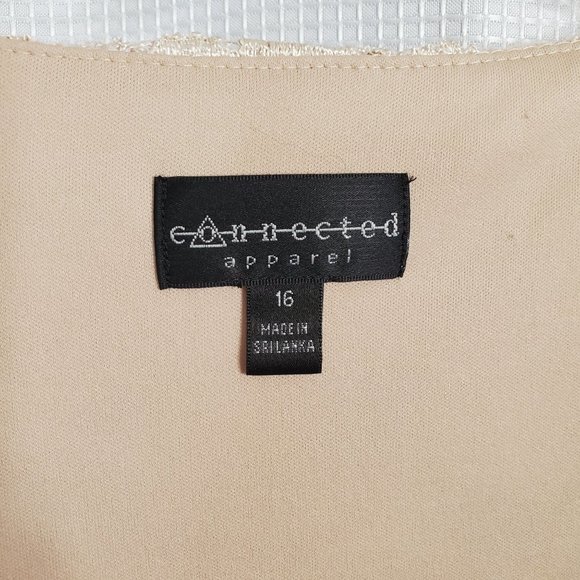 connected
apparel
16
MADE IN
SRI LANKA